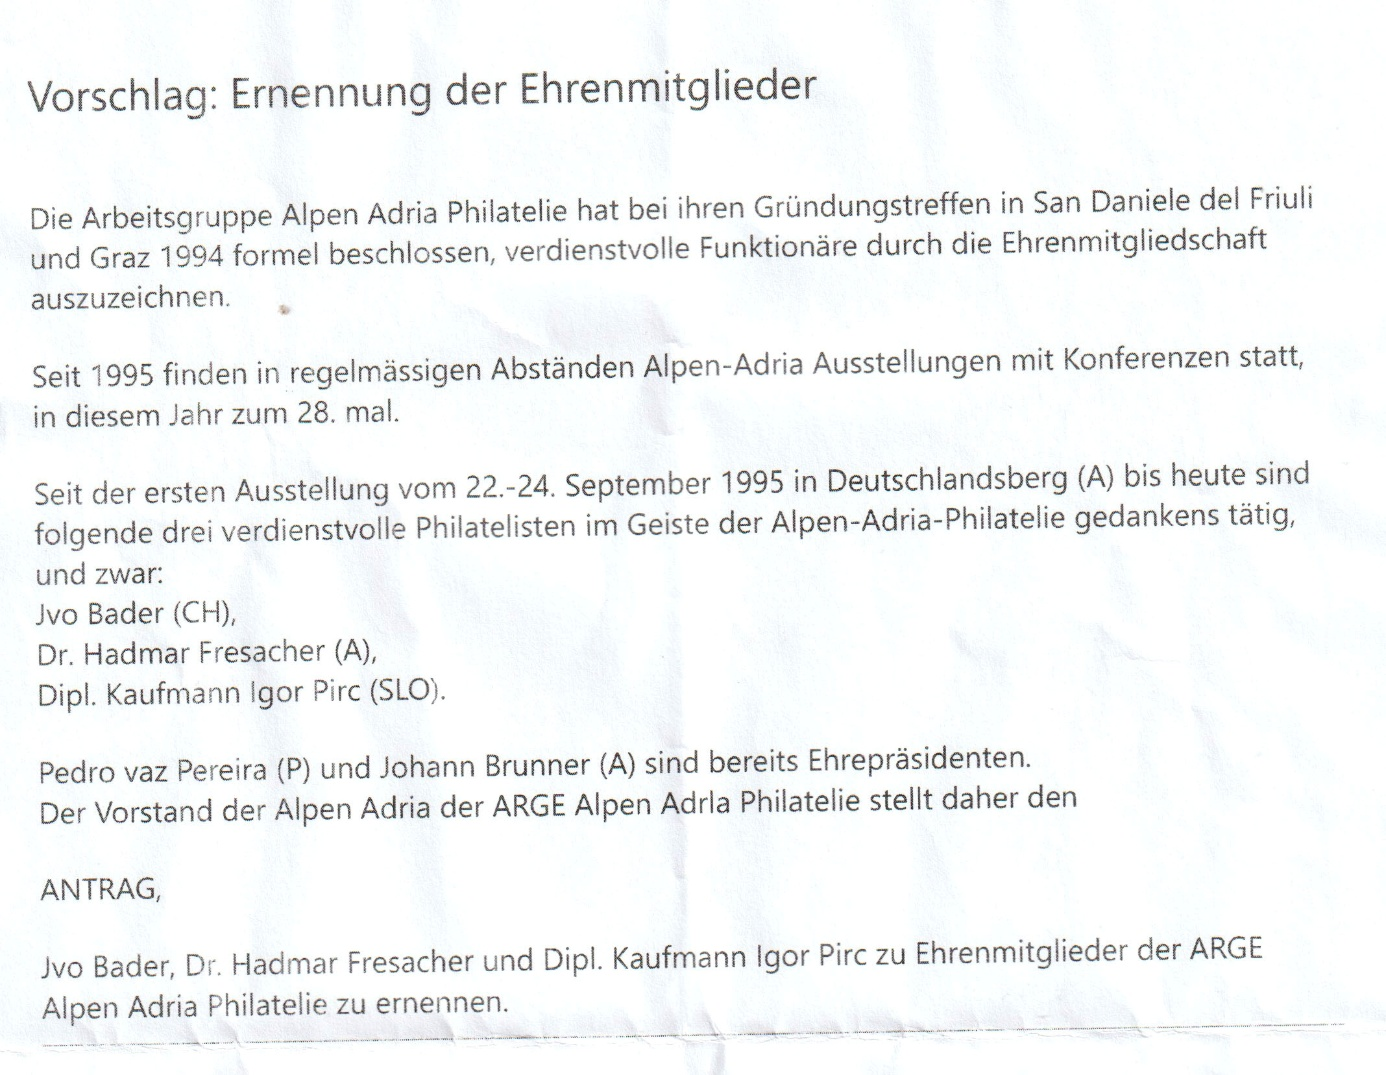 Vorschlag: Ernennung der Ehrenmitglieder
Die Arbeitsgruppe Alpen Adria Philatelie hat bei ihren Gründungstreffen in San Daniele del Friuli
und Graz 1994 formel beschlossen, verdienstvolle Funktionäre durch die Ehrenmitgliedschaft
auszuzeichnen.
Seit 1995 finden in regelmässigen Abständen Alpen-Adria Ausstellungen mit Konferenzen statt,
in diesem Jahr zum 28. mal.
Seit der ersten Ausstellung vom 22.-24. September 1995 in Deutschlandsberg (A) bis heute sind
folgende drei verdienstvolle Philatelisten im Geiste der Alpen-Adria-Philatelie gedankens tätig,
und zwar:
Jvo Bader (CH),
Dr. Hadmar Fresacher (A),
Dipl. Kaufmann Igor Pirc (SLO).
Pedro vaz Pereira (P) und Johann Brunner (A) sind bereits Ehrepräsidenten.
Der Vorstand der Alpen Adria der ARGE Alpen Adrla Philatelie stellt daher den
ANTRAG,
Jvo Bader, Dr. Hadmar Fresacher und Dipl. Kaufmann Igor Pirc zu Ehrenmitglieder der ARGE
Alpen Adria Philatelie zu ernennen.